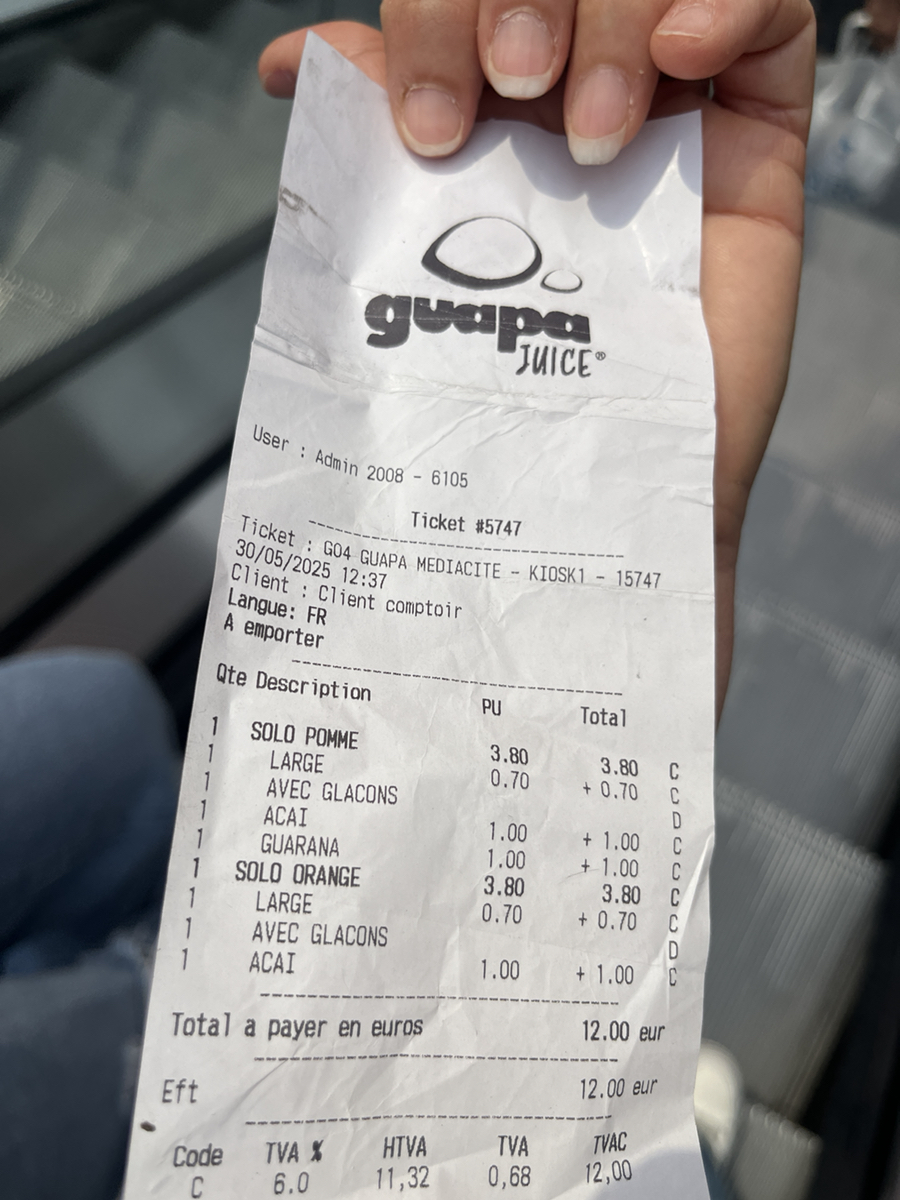 guapa
JUICE®
User : Admin 2008 - 6105
Ticket #5747
Ticket : G04 GUAPA MEDIACITE - KIOSK1 - 15747
30/05/2025 12:37
Client : Client comptoir
Langue: FR
A emporter
Qte Description PU Total
1 SOLO POMME 3.80 3.80 C
1 LARGE 0.70 + 0.70 C
1 AVEC GLACONS D
1 ACAI 1.00 + 1.00 C
1 GUARANA 1.00 + 1.00 C
1 SOLO ORANGE 3.80 3.80 C
1 LARGE 0.70 + 0.70 C
1 AVEC GLACONS D
1 ACAI 1.00 + 1.00 C
Total a payer en euros 12.00 eur
Eft 12.00 eur
Code TVA % HTVA TVA TVAC
C 6.0 11,32 0,68 12,00